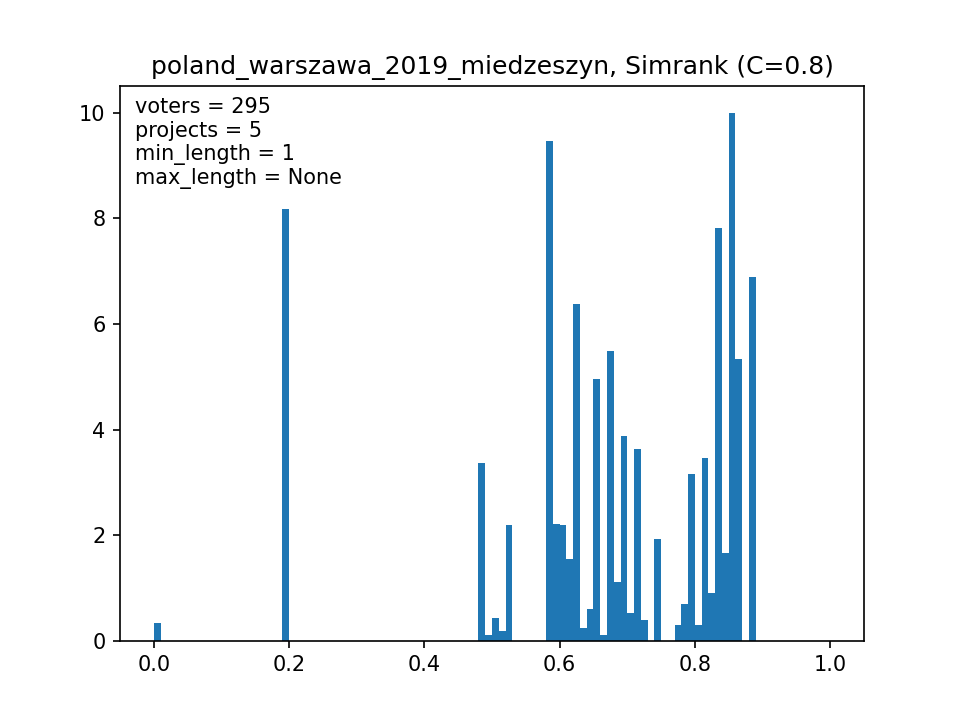 poland_warszawa_2019_miedzeszyn, Simrank (C=0.8)
voters = 295
projects = 5
min_length = 1
max_length = None
10
8
6
4
2
0
0.0 0.2 0.4 0.6 0.8 1.0